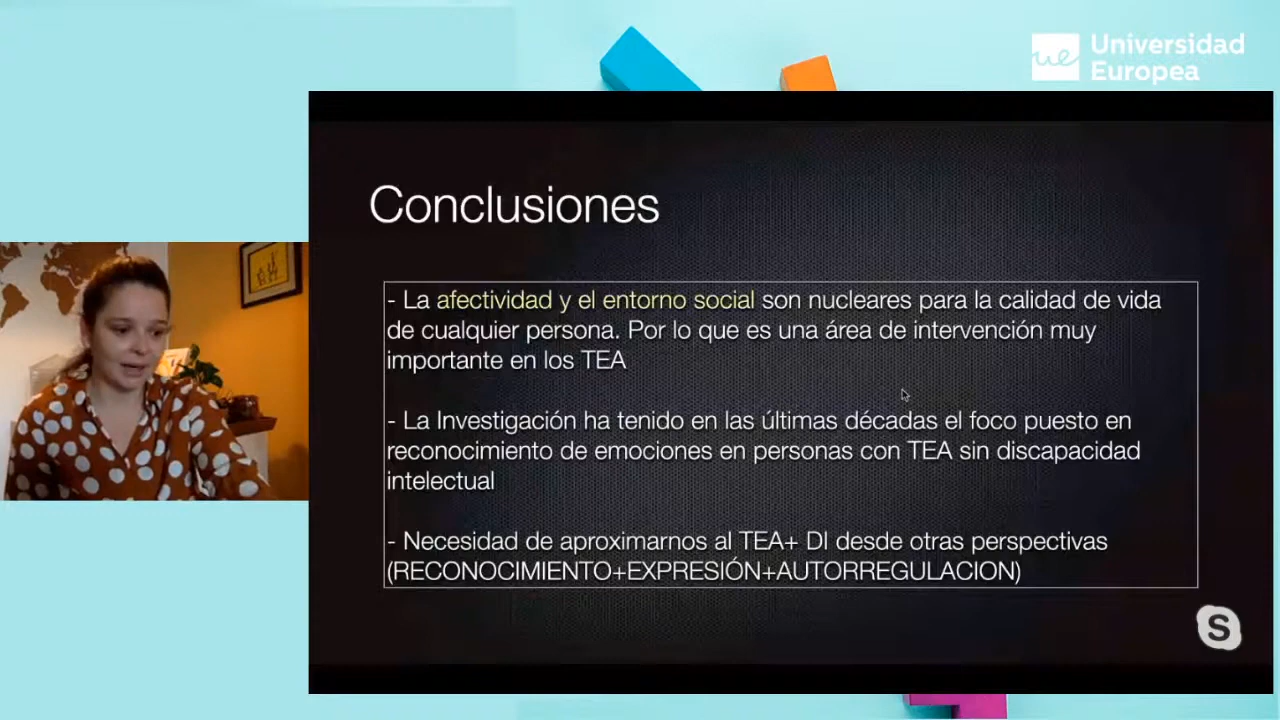 Universidad
Europea
ue
Conclusiones
- La afectividad y el entorno social son nucleares para la calidad de vida
de cualquier persona. Por lo que es una área de intervención muy
importante en los TEA
- La Investigación ha tenido en las últimas décadas el foco puesto en
reconocimiento de emociones en personas con TEA sin discapacidad
intelectual
- Necesidad de aproximarnos al TEA+ DI desde otras perspectivas
(RECONOCIMIENTO+EXPRESIÓN+AUTORREGULACION)
S